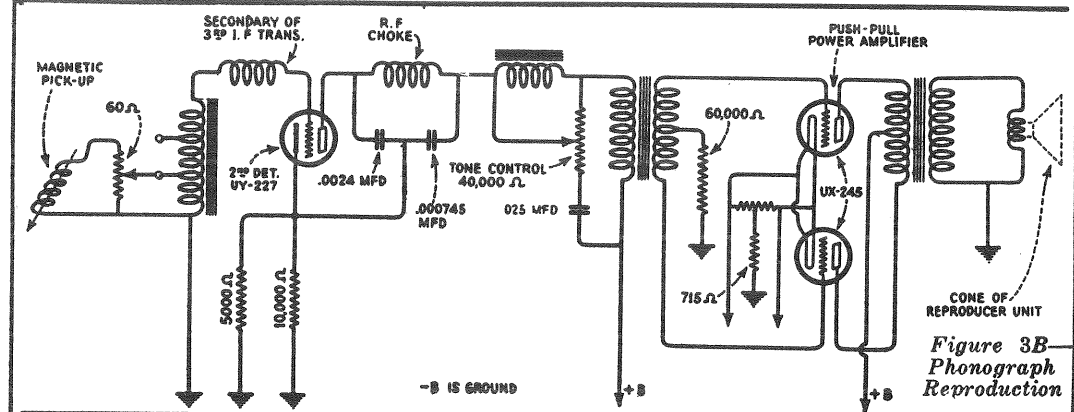 SECONDARY OF
3RD I.F TRANS.
R.F
CHOKE
PUSH-PULL
POWER AMPLIFIER
MAGNETIC
PICK-UP
60Ω
60,000Ω
2ND DET.
UY-227
.0024 MFD
.000745
MFD
TONE CONTROL
40,000 Ω
.025 MFD
UX-245
715Ω
5000Ω
10,000Ω
CONE OF
REPRODUCER UNIT
-B IS GROUND
+B
+B
Figure 3B—
Phonograph
Reproduction